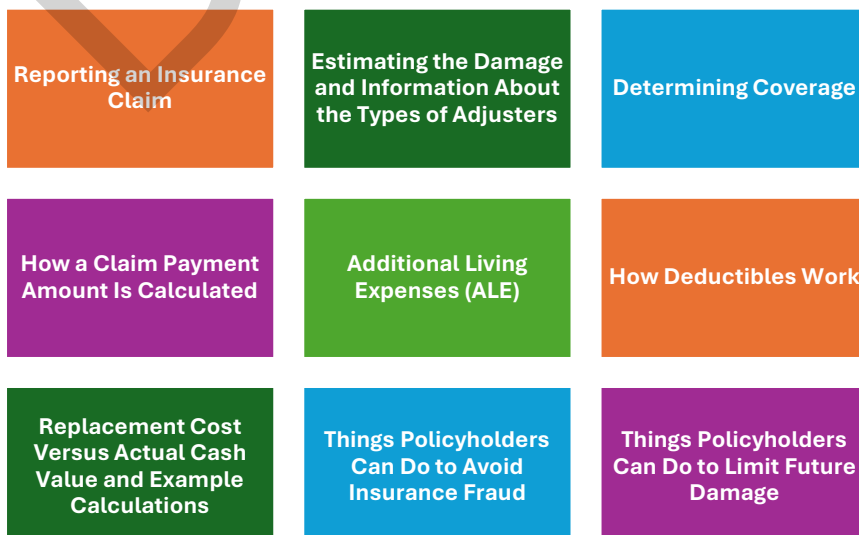 Reporting an Insurance
Claim
Estimating the Damage
and Information About
the Types of Adjusters
Determining Coverage
How a Claim Payment
Amount Is Calculated
Additional Living
Expenses (ALE)
How Deductibles Work
Replacement Cost
Versus Actual Cash
Value and Example
Calculations
Things Policyholders
Can Do to Avoid
Insurance Fraud
Things Policyholders
Can Do to Limit Future
Damage